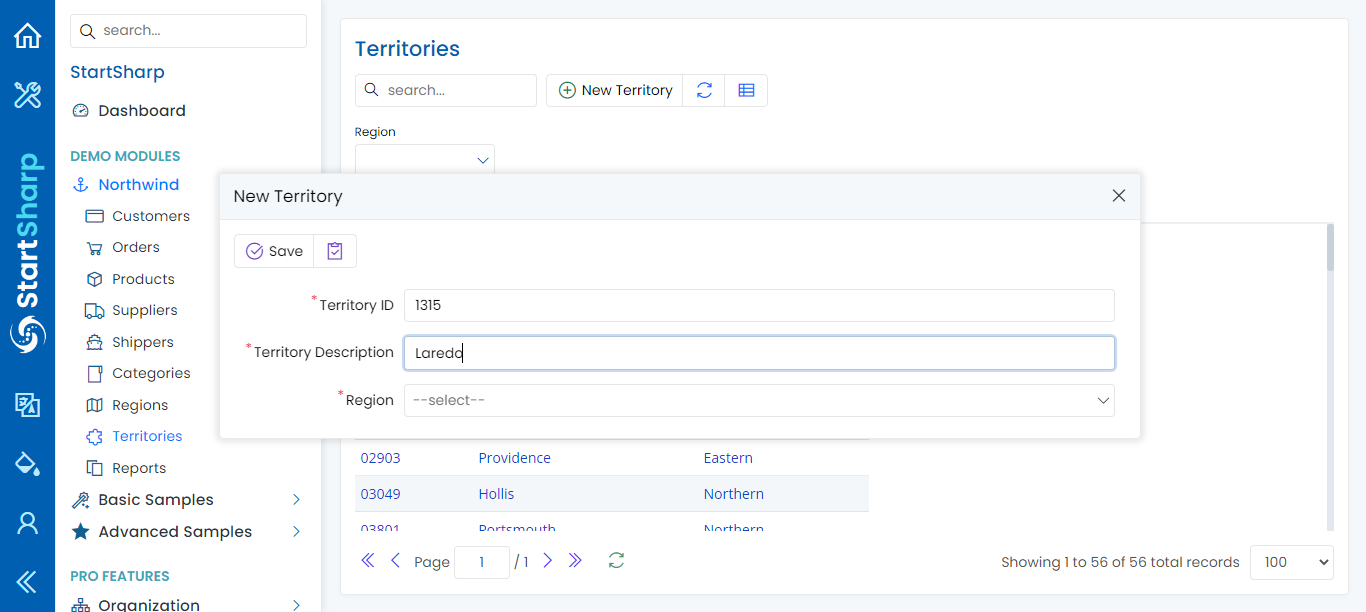 search...
StartSharp
Dashboard
DEMO MODULES
Northwind
Customers
Orders
Products
Suppliers
Shippers
Categories
Regions
Territories
Reports
Basic Samples
Advanced Samples
PRO FEATURES
Organization
StartSharp
Territories
search...
New Territory
Region
New Territory
Save
*Territory ID
1315
*Territory Description
Laredo
*Region
--select--
02903 Providence Eastern
03049 Hollis Northern
03801 Portsmouth Northern
Page 1 / 1
Showing 1 to 56 of 56 total records
100